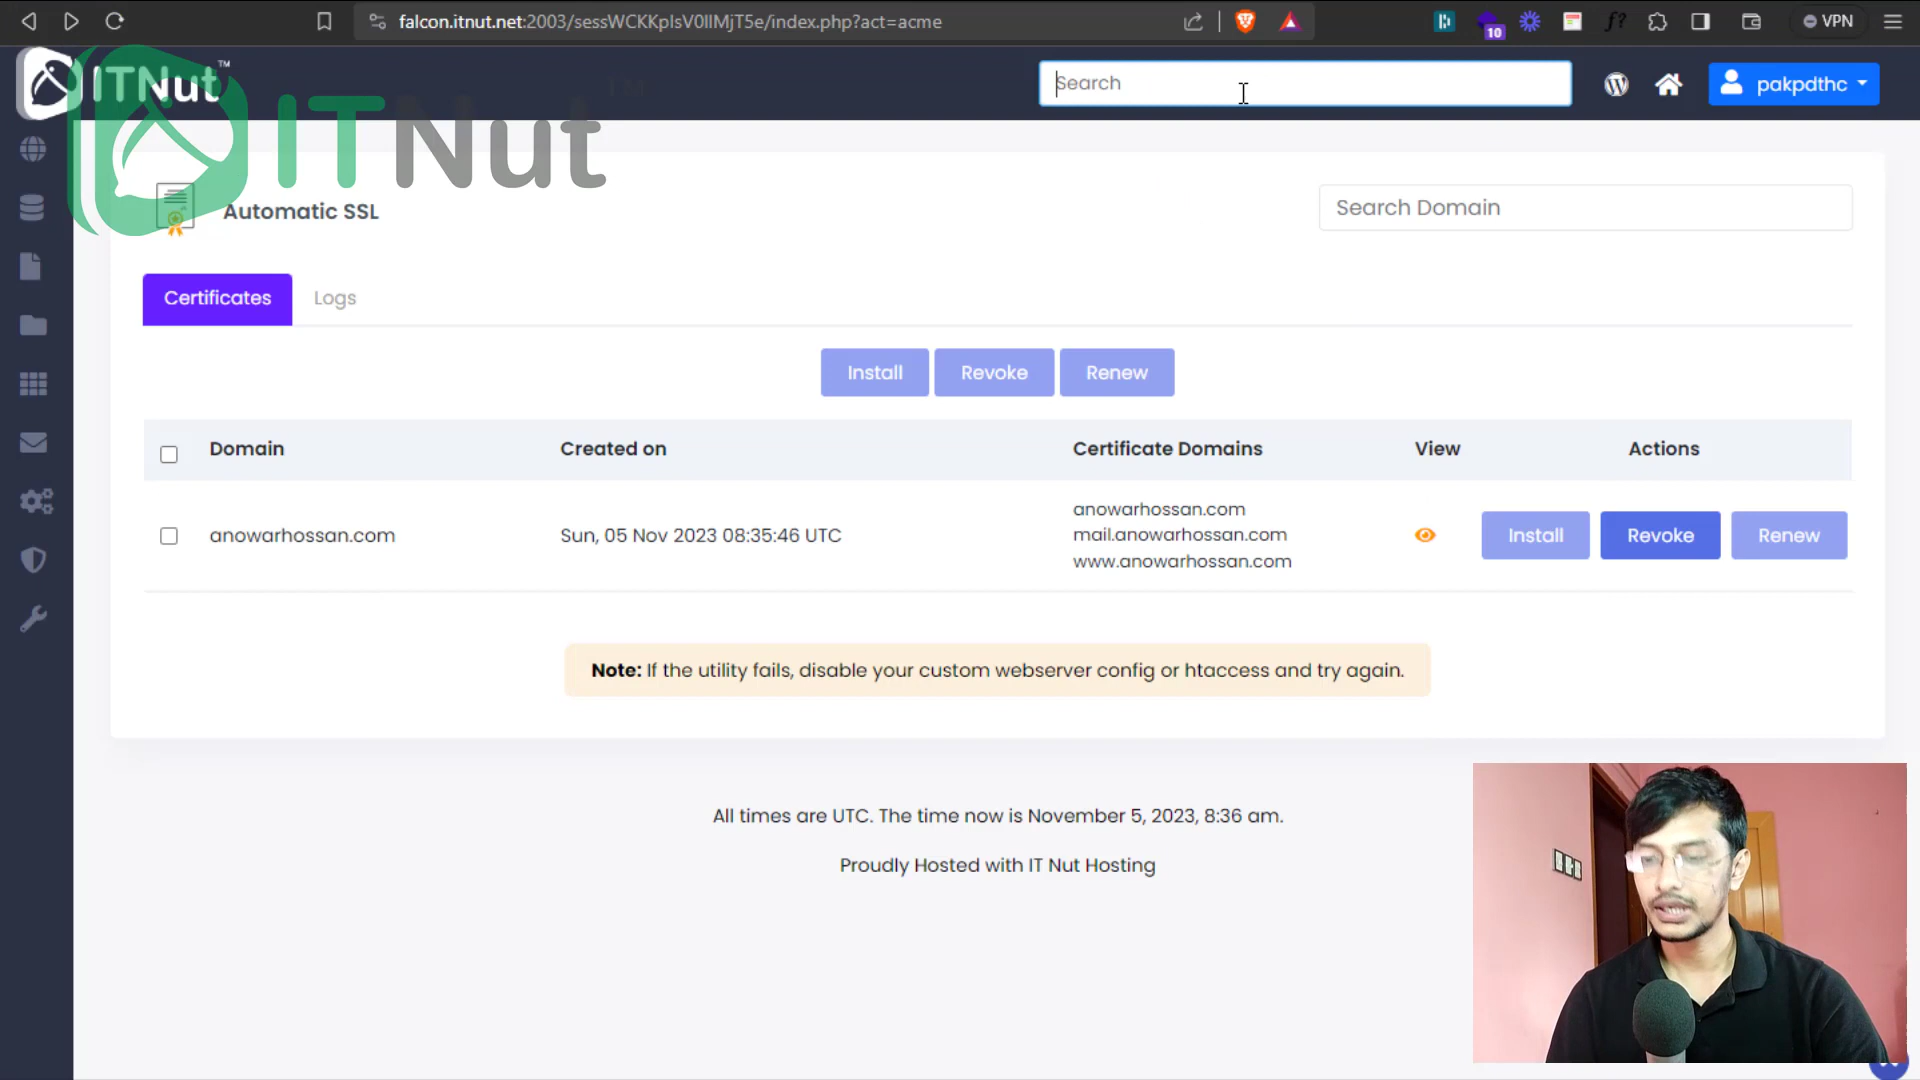 falcon.itnut.net:2003/sessWCKKpIsV0IIMjT5e/index.php?act=acme
10
VPN
ITNut™
Search
pakpdthc
ITNut
TM
Automatic SSL
Search Domain
Certificates
Logs
Install
Revoke
Renew
Domain
Created on
Certificate Domains
View
Actions
anowarhossan.com
Sun, 05 Nov 2023 08:35:46 UTC
anowarhossan.com
mail.anowarhossan.com
www.anowarhossan.com
Install
Revoke
Renew
Note: If the utility fails, disable your custom webserver config or htaccess and try again.
All times are UTC. The time now is November 5, 2023, 8:36 am.
Proudly Hosted with IT Nut Hosting